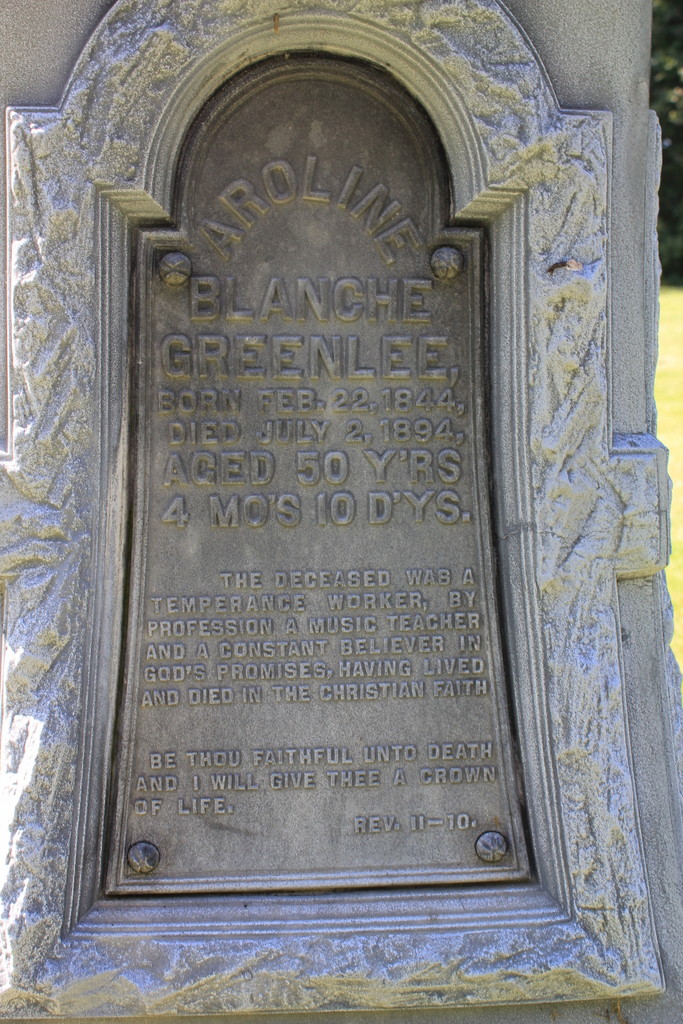 AROLINE
BLANCHE
GREENLEE,
BORN FEB. 22, 1844,
DIED JULY 2, 1894,
AGED 50 Y'RS
4 MO'S 10 D'YS.
THE DECEASED WAS A
TEMPERANCE WORKER, BY
PROFESSION A MUSIC TEACHER
AND A CONSTANT BELIEVER IN
GOD'S PROMISES, HAVING LIVED
AND DIED IN THE CHRISTIAN FAITH
BE THOU FAITHFUL UNTO DEATH
AND I WILL GIVE THEE A CROWN
OF LIFE.
REV. II-10.